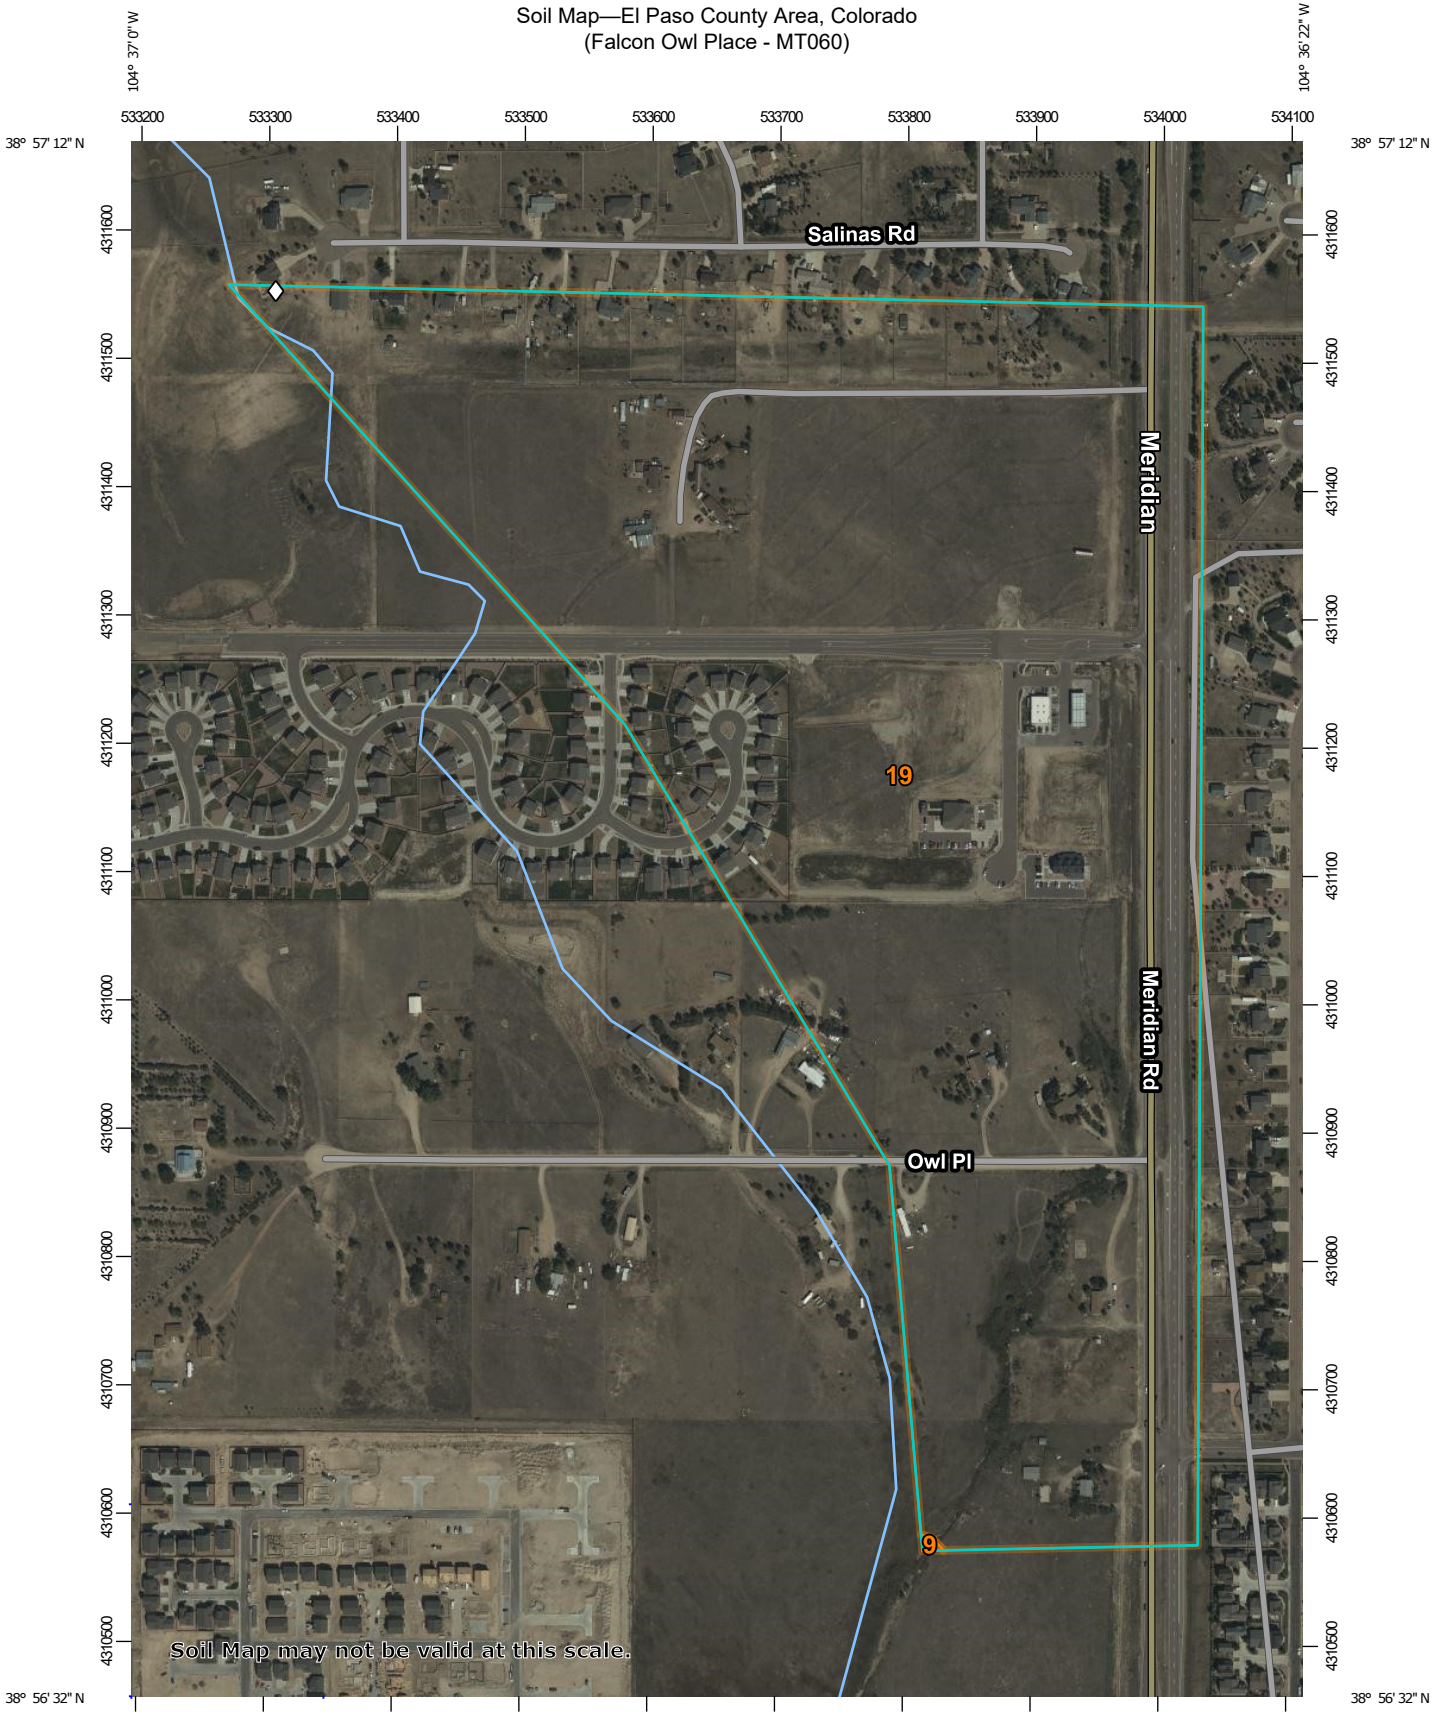 Soil Map—El Paso County Area, Colorado
(Falcon Owl Place - MT060)
104° 37' 0" W
104° 36' 22" W
533200 533300 533400 533500 533600 533700 533800 533900 534000 534100
38° 57' 12" N
38° 57' 12" N
4311600
4311600
Salinas Rd
4311500
4311500
4311400
4311400
Meridian
4311300
4311300
4311200
4311200
19
4311100
4311100
4311000
4311000
Meridian Rd
4310900
4310900
Owl Pl
4310800
4310800
4310700
4310700
4310600
4310600
9
4310500
4310500
Soil Map may not be valid at this scale.
38° 56' 32" N
38° 56' 32" N